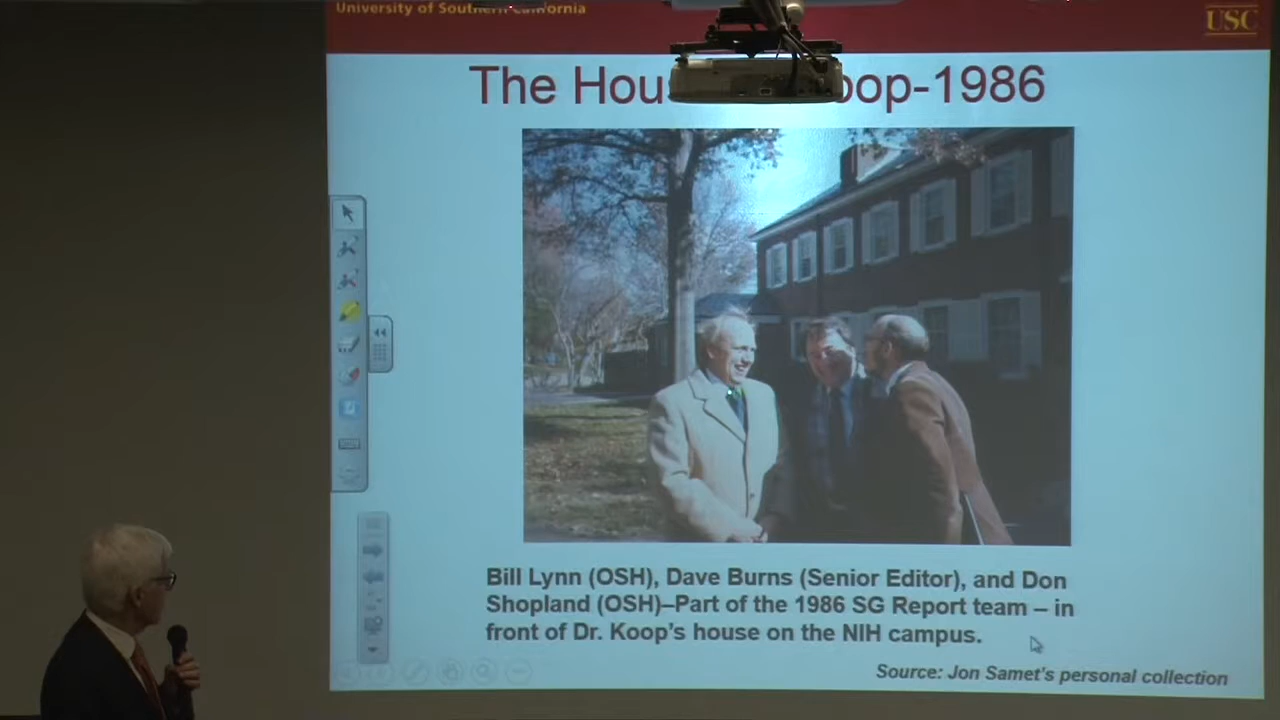 University of Southern California
USC
The Hou oop-1986
Bill Lynn (OSH), Dave Burns (Senior Editor), and Don
Shopland (OSH)–Part of the 1986 SG Report team – in
front of Dr. Koop’s house on the NIH campus.
Source: Jon Samet’s personal collection